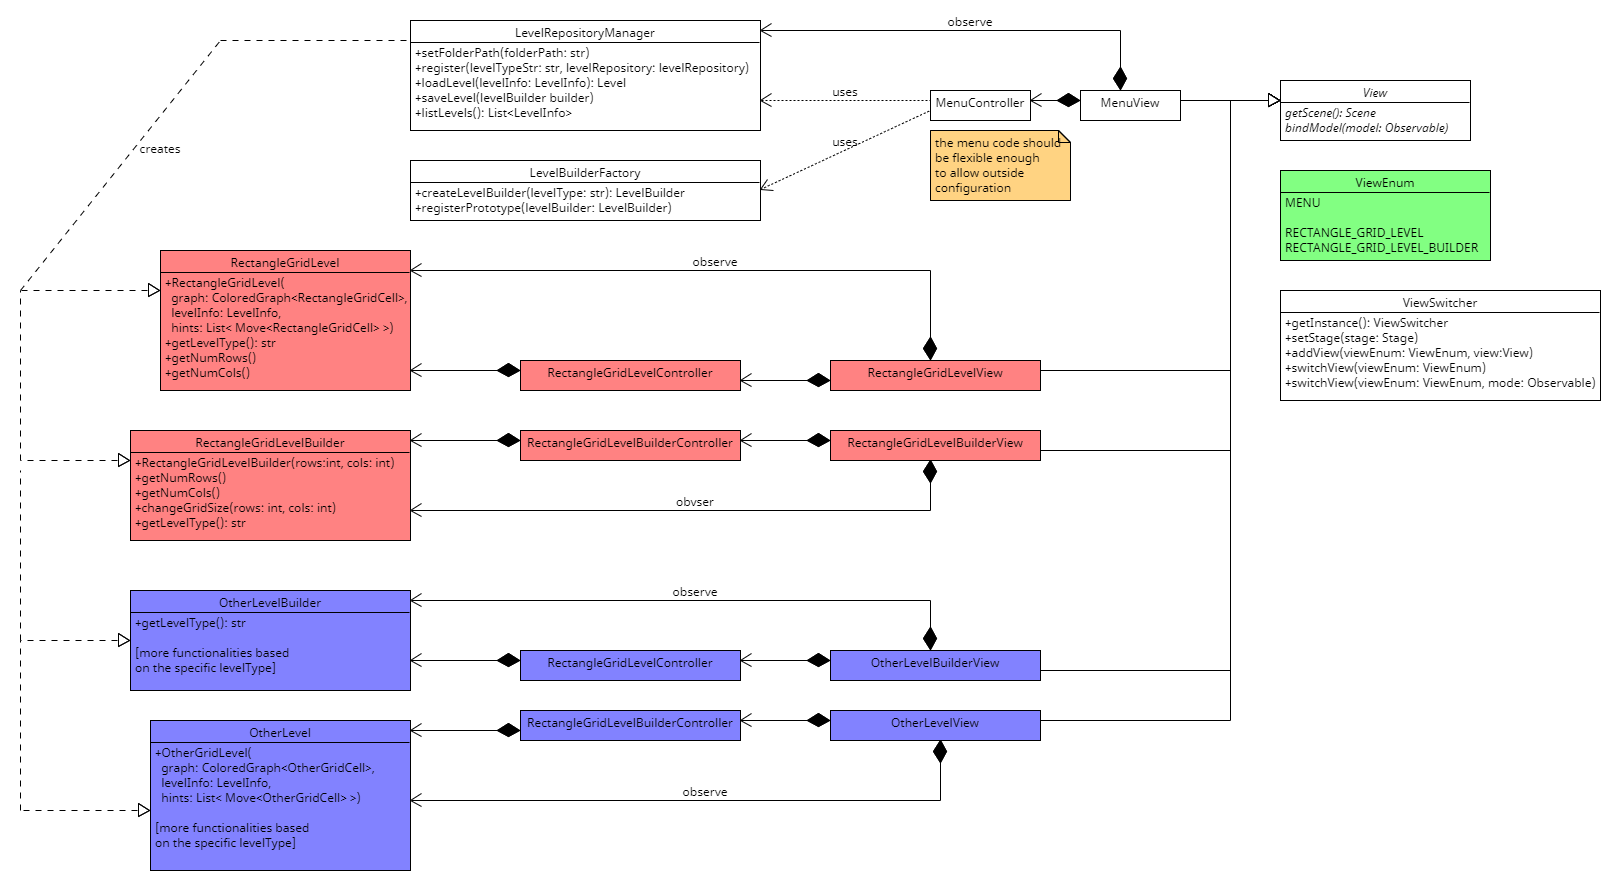 observe
LevelRepositoryManager
+setFolderPath(folderPath: str)
+register(levelTypeStr: str, levelRepository: levelRepository)
+loadLevel(levelInfo: LevelInfo): Level
+saveLevel(levelBuilder builder)
+listLevels(): List<LevelInfo>
uses
MenuController
MenuView
View
getScene(): Scene
bindModel(model: Observable)
creates
uses
the menu code should
be flexible enough
to allow outside
configuration
LevelBuilderFactory
+createLevelBuilder(levelType: str): LevelBuilder
+registerPrototype(levelBuilder: LevelBuilder)
ViewEnum
MENU
RECTANGLE_GRID_LEVEL
RECTANGLE_GRID_LEVEL_BUILDER
RectangleGridLevel
+RectangleGridLevel(
graph: ColoredGraph<RectangleGridCell>,
levelInfo: LevelInfo,
hints: List< Move<RectangleGridCell> >)
+getLevelType(): str
+getNumRows()
+getNumCols()
observe
RectangleGridLevelController
RectangleGridLevelView
ViewSwitcher
+getInstance(): ViewSwitcher
+setStage(stage: Stage)
+addView(viewEnum: ViewEnum, view:View)
+switchView(viewEnum: ViewEnum)
+switchView(viewEnum: ViewEnum, mode: Observable)
RectangleGridLevelBuilder
+RectangleGridLevelBuilder(rows:int, cols: int)
+getNumRows()
+getNumCols()
+changeGridSize(rows: int, cols: int)
+getLevelType(): str
RectangleGridLevelBuilderController
RectangleGridLevelBuilderView
obvser
OtherLevelBuilder
+getLevelType(): str
[more functionalities based
on the specific levelType]
observe
RectangleGridLevelController
OtherLevelBuilderView
OtherLevel
+OtherGridLevel(
graph: ColoredGraph<OtherGridCell>,
levelInfo: LevelInfo,
hints: List< Move<OtherGridCell> >)
[more functionalities based
on the specific levelType]
RectangleGridLevelBuilderController
OtherLevelView
observe